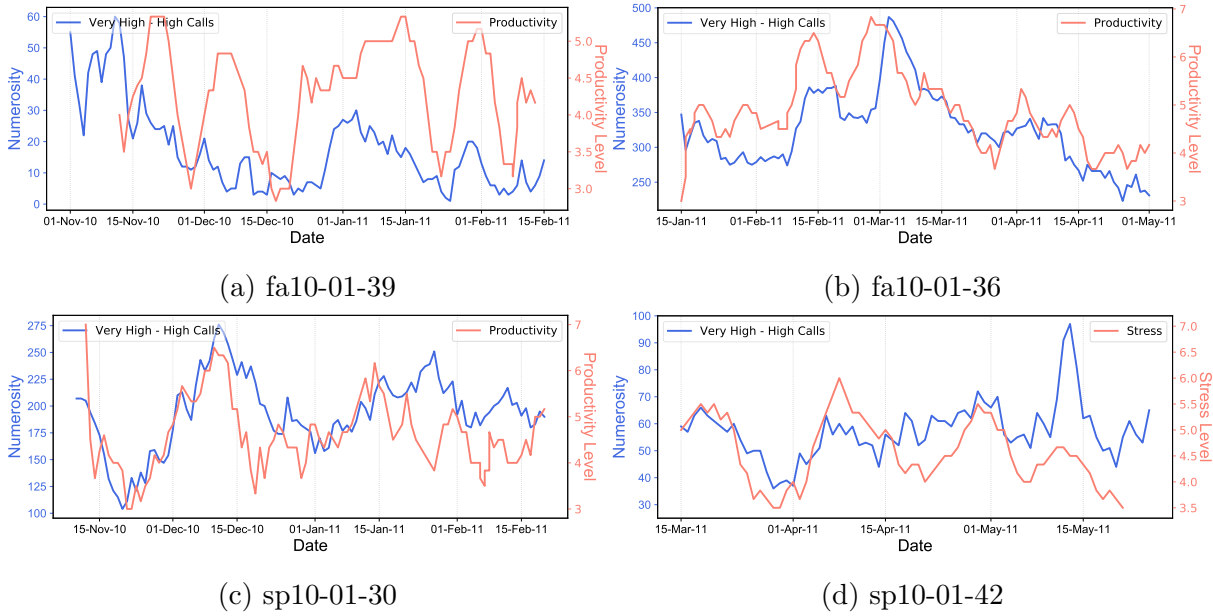 Very High - High Calls
Productivity
Numerosity
60
50
40
30
20
10
0
5.0
4.5
4.0
3.5
3.0
Productivity Level
01-Nov-10 15-Nov-10 01-Dec-10 15-Dec-10 01-Jan-11 15-Jan-11 01-Feb-11 15-Feb-11
Date
(a) fa10-01-39
Very High - High Calls
Productivity
Numerosity
500
450
400
350
300
250
7
6
5
4
3
Productivity Level
15-Jan-11 01-Feb-11 15-Feb-11 01-Mar-11 15-Mar-11 01-Apr-11 15-Apr-11 01-May-11
Date
(b) fa10-01-36
Very High - High Calls
Productivity
Numerosity
275
250
225
200
175
150
125
100
7
6
5
4
3
Productivity Level
15-Nov-10 01-Dec-10 15-Dec-10 01-Jan-11 15-Jan-11 01-Feb-11 15-Feb-11
Date
(c) sp10-01-30
Very High - High Calls
Stress
Numerosity
100
90
80
70
60
50
40
30
7.0
6.5
6.0
5.5
5.0
4.5
4.0
3.5
Stress Level
15-Mar-11 01-Apr-11 15-Apr-11 01-May-11 15-May-11
Date
(d) sp10-01-42